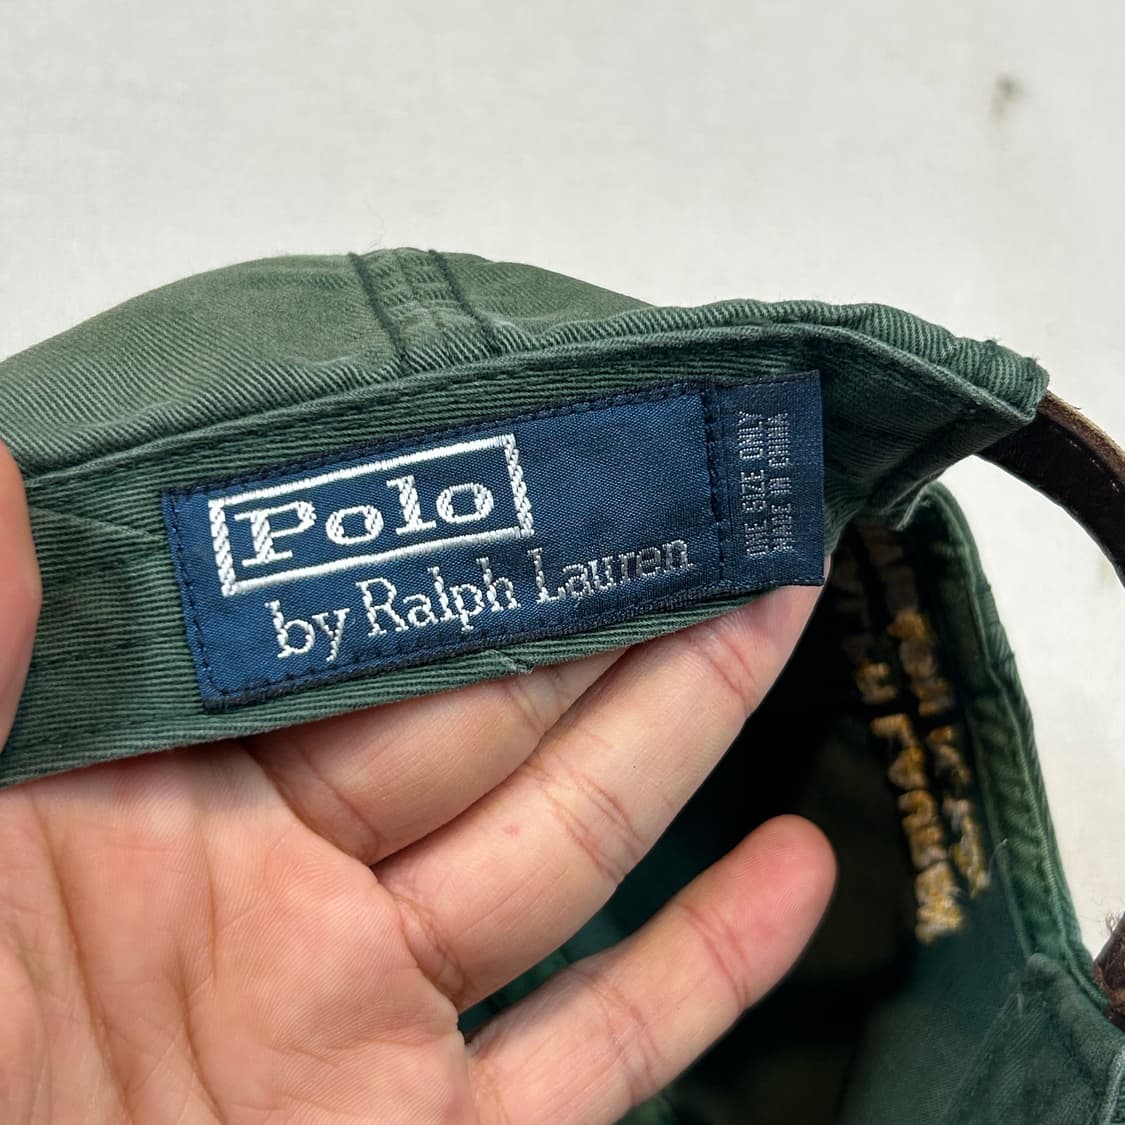 Polo
by Ralph Lauren
ONE SIZE ONLY
MADE IN CHINA